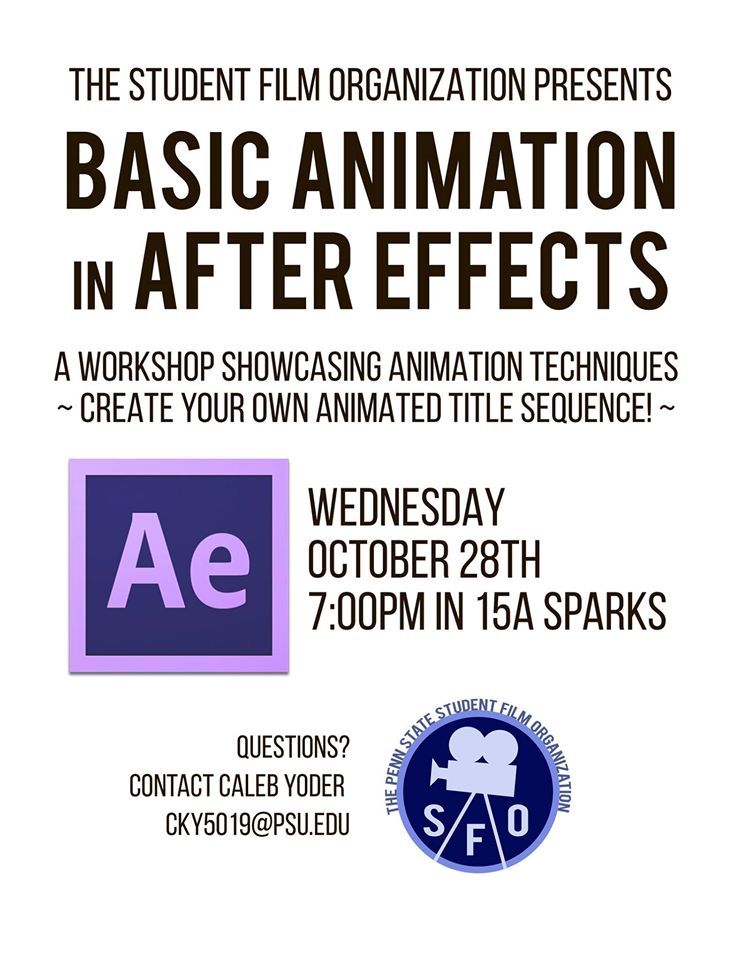 THE STUDENT FILM ORGANIZATION PRESENTS
BASIC ANIMATION
IN AFTER EFFECTS
A WORKSHOP SHOWCASING ANIMATION TECHNIQUES
~ CREATE YOUR OWN ANIMATED TITLE SEQUENCE! ~
Ae
WEDNESDAY
OCTOBER 28TH
7:00PM IN 15A SPARKS
QUESTIONS?
CONTACT CALEB YODER
CKY5019@PSU.EDU
THE PENN STATE STUDENT FILM ORGANIZATION
SFO